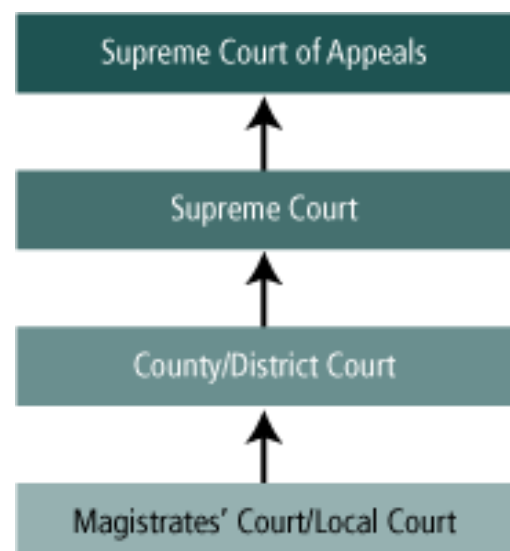 Supreme Court of Appeals
Supreme Court
County/District Court
Magistrates' Court/Local Court